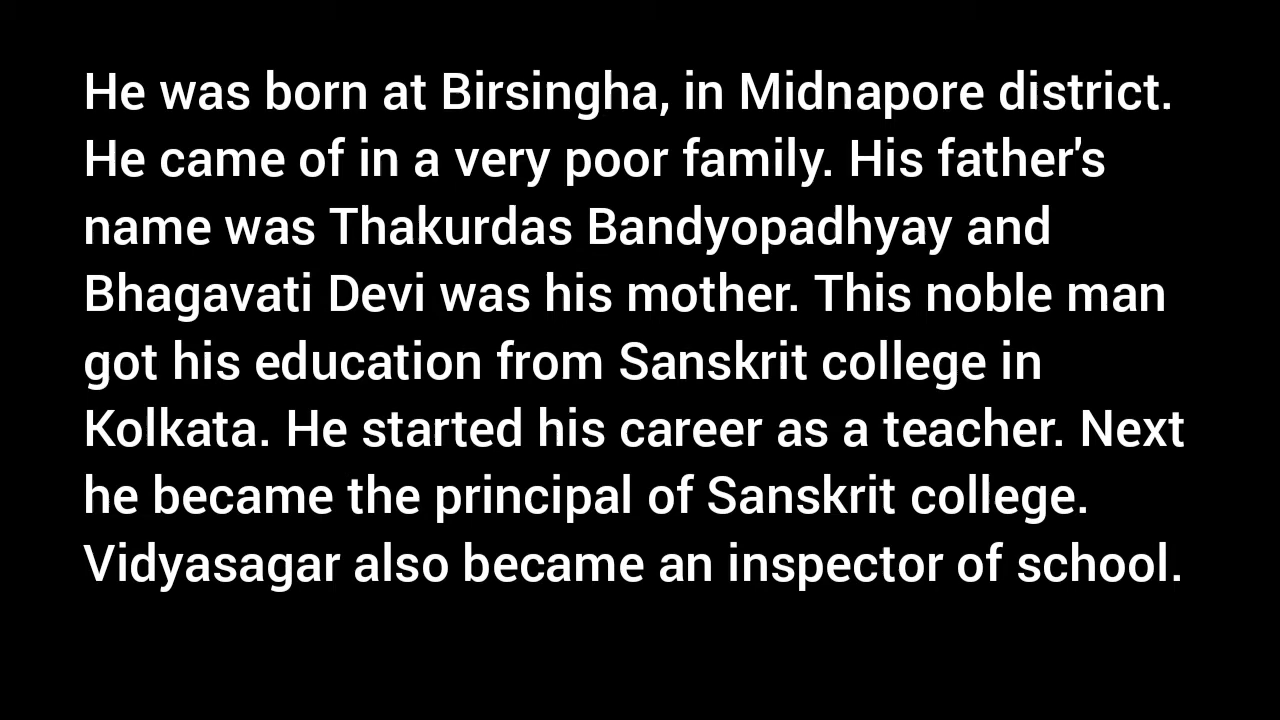 He was born at Birsingha, in Midnapore district.
He came of in a very poor family. His father's
name was Thakurdas Bandyopadhyay and
Bhagavati Devi was his mother. This noble man
got his education from Sanskrit college in
Kolkata. He started his career as a teacher. Next
he became the principal of Sanskrit college.
Vidyasagar also became an inspector of school.